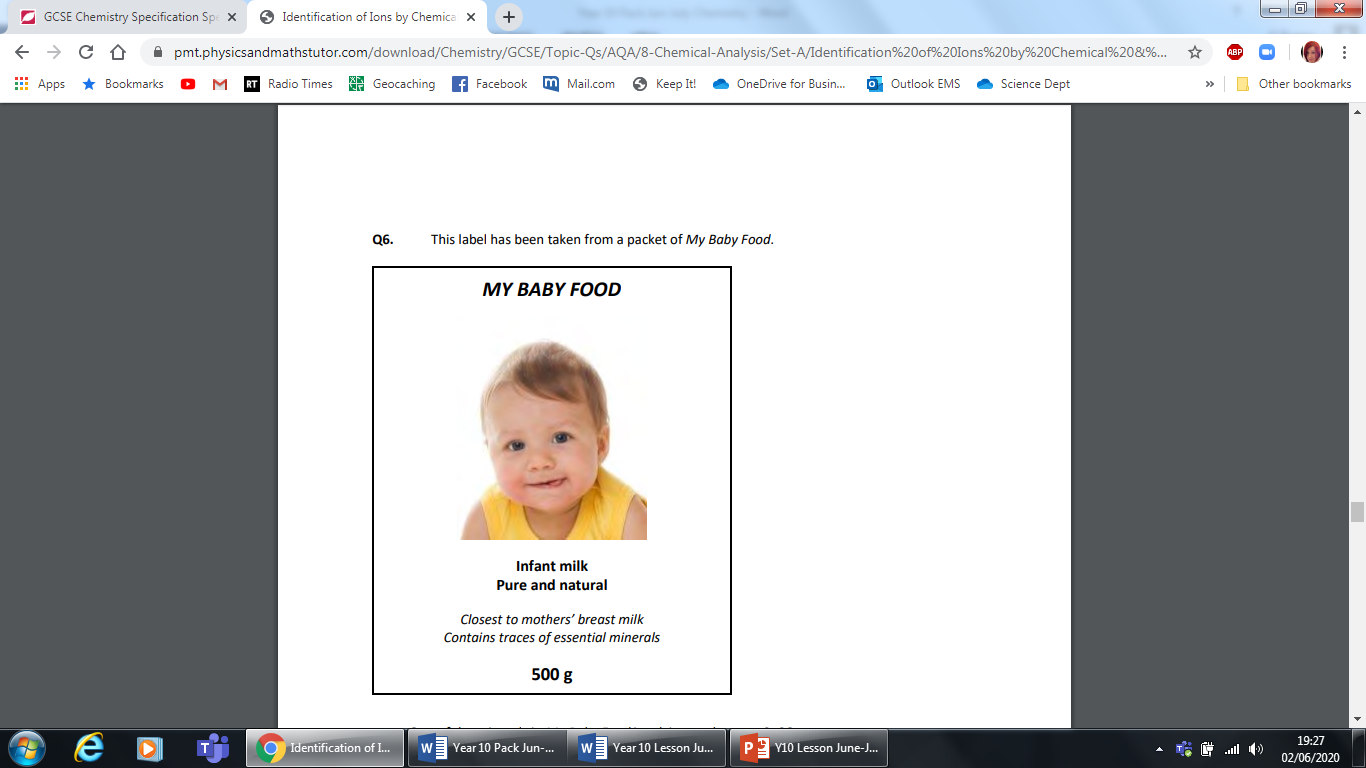 GCSE Chemistry Specification Spe
Identification of Ions by Chemica
pmt.physicsandmathstutor.com/download/Chemistry/GCSE/Topic-Qs/AQA/8-Chemical-Analysis/Set-A/Identification%20of%20Ions%20by%20Chemical%20&%...
ABP
Apps
Bookmarks
RT Radio Times
Geocaching
Facebook
Mail.com
Keep It!
OneDrive for Busin...
Outlook EMS
Science Dept
»
Other bookmarks
Q6. This label has been taken from a packet of My Baby Food.
MY BABY FOOD
Infant milk
Pure and natural
Closest to mothers’ breast milk
Contains traces of essential minerals
500 g
Identification of I...
Year 10 Pack Jun-...
Year 10 Lesson Ju...
Y10 Lesson June-J...
19:27
02/06/2020